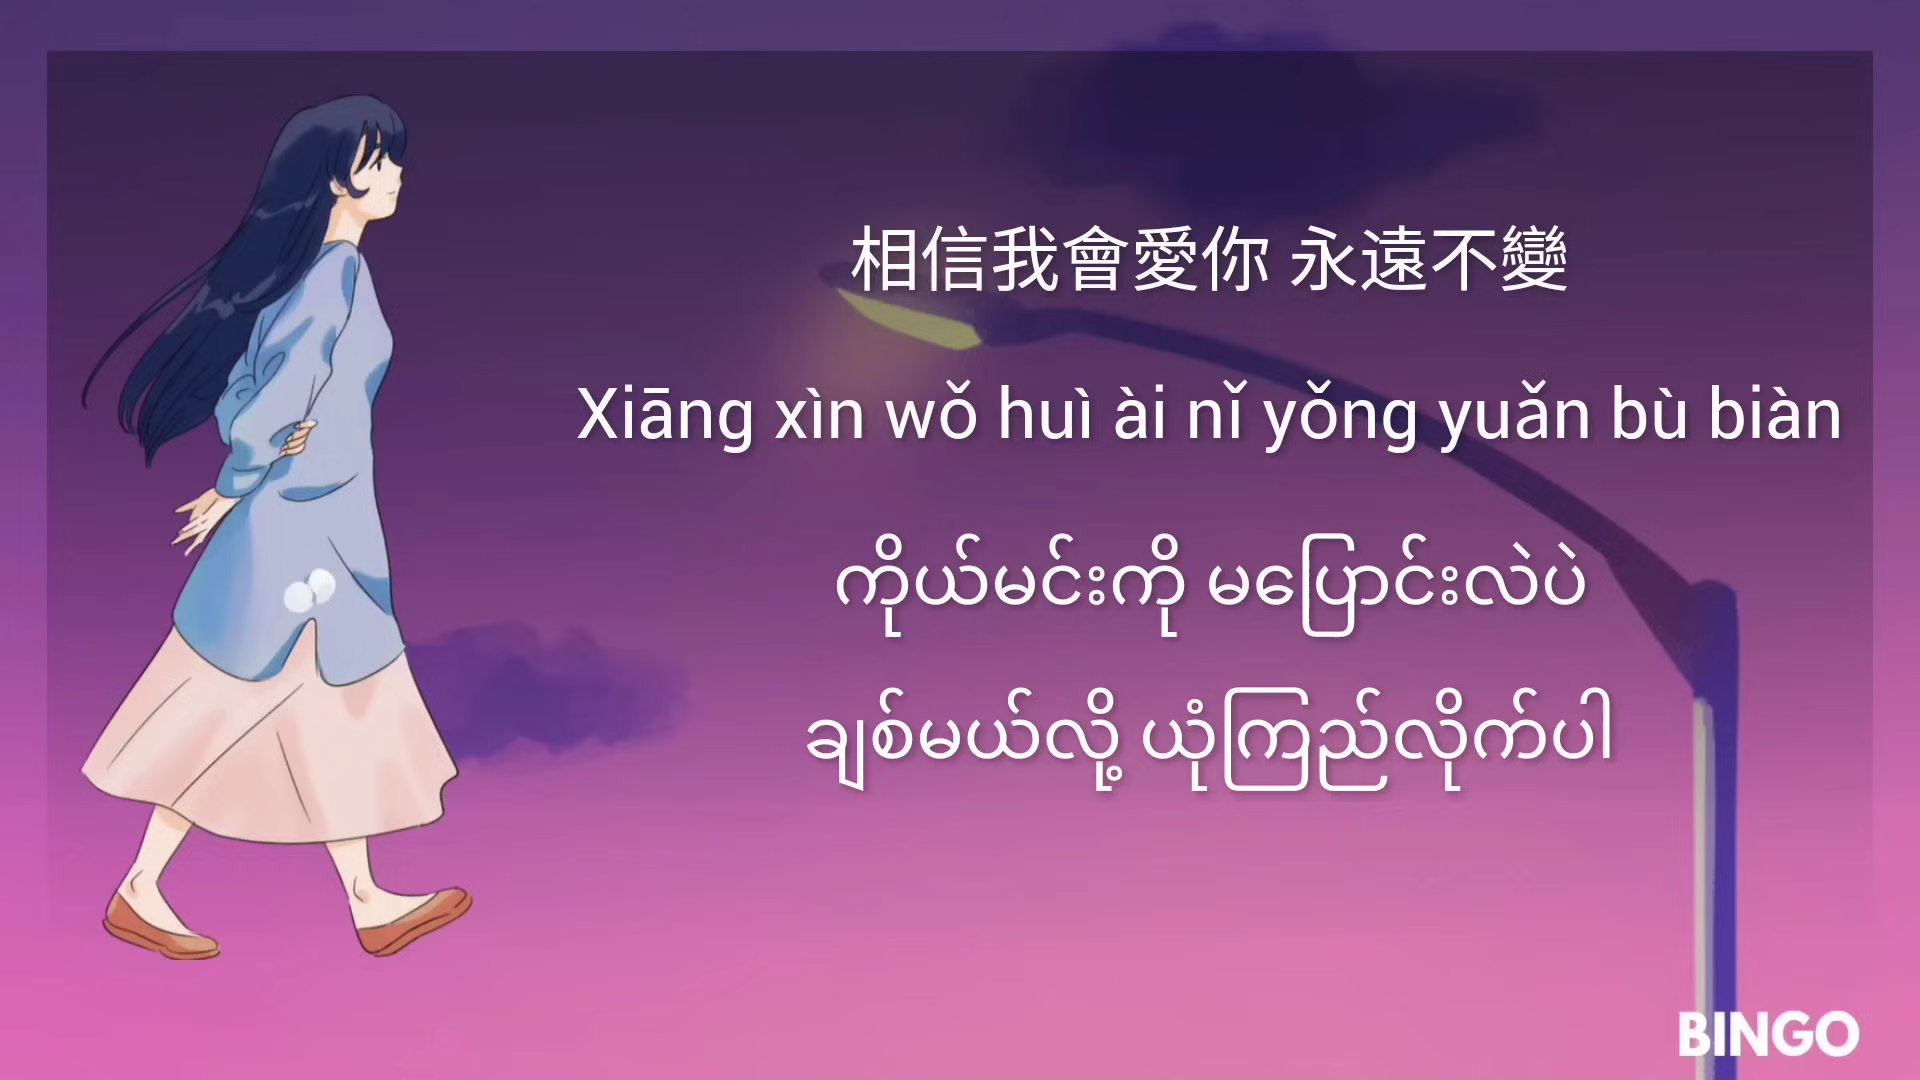 相信我會愛你 永遠不變
Xiāng xìn wǒ huì ài nǐ yǒng yuǎn bù biàn
ကိုယ်မင်းကို မပြောင်းလဲပဲ
ချစ်မယ်လို့ ယုံကြည်လိုက်ပါ
BINGO